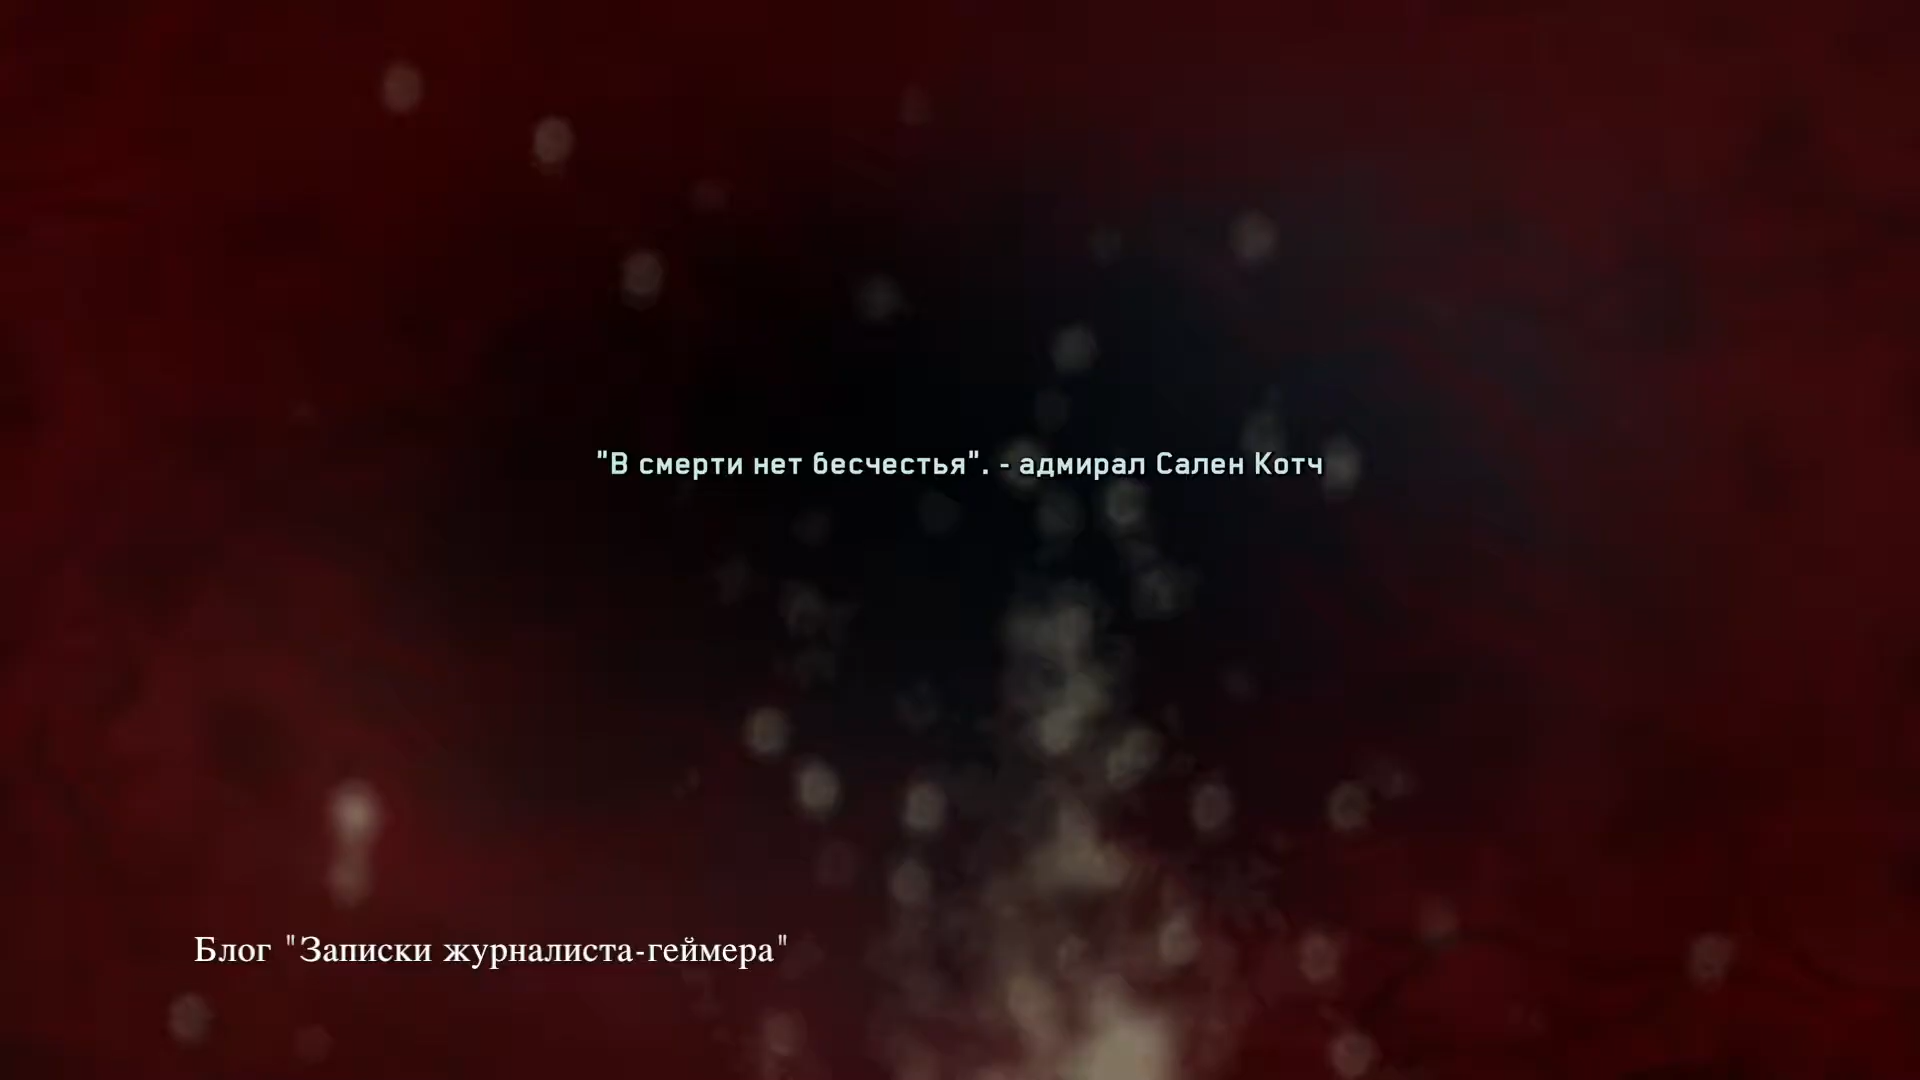 "В смерти нет бесчестья". - адмирал Сален Котч
Блог "Записки журналиста-геймера"